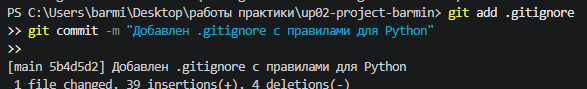 PS C:\Users\barmi\Desktop\работы практики\up02-project-barmin> git add .gitignore
>> git commit -m "Добавлен .gitignore с правилами для Python"
>>
[main 5b4d5d2] Добавлен .gitignore с правилами для Python
1 file changed, 39 insertions(+), 4 deletions(-)